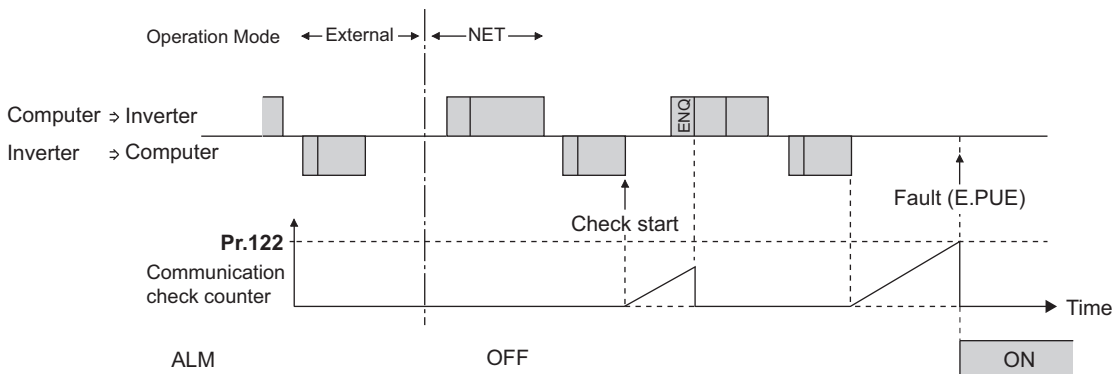 Operation Mode External NET
Computer ⇨ Inverter
ENQ
Inverter ⇨ Computer
Fault (E.PUE)
Check start
Pr.122
Communication
check counter
Time
ALM OFF ON